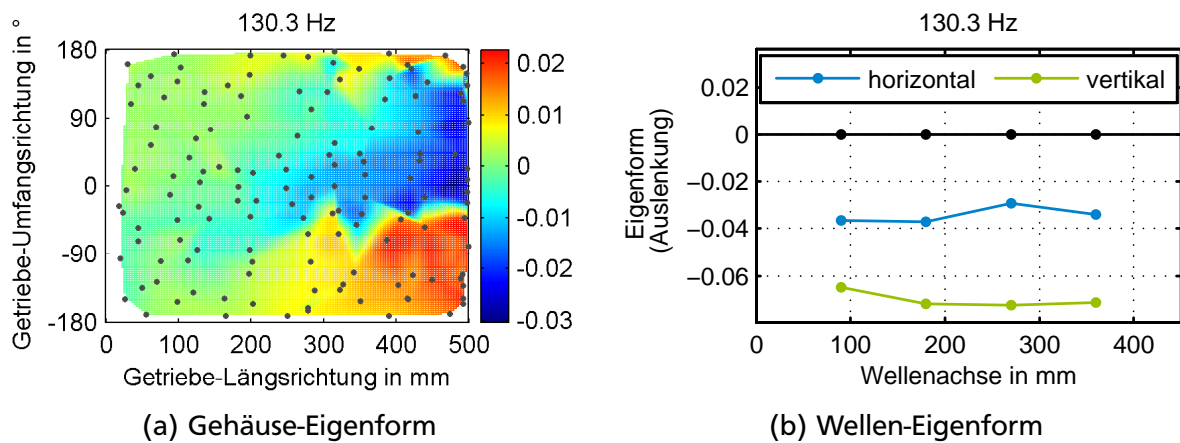 130.3 Hz
Getriebe-Umfangsrichtung in °
180
90
0
-90
-180
0 100 200 300 400 500
Getriebe-Längsrichtung in mm
0.02
0.01
0
-0.01
-0.02
-0.03
(a) Gehäuse-Eigenform
130.3 Hz
horizontal vertikal
Eigenform
(Auslenkung)
0.02
0
−0.02
−0.04
−0.06
0 100 200 300 400
Wellenachse in mm
(b) Wellen-Eigenform